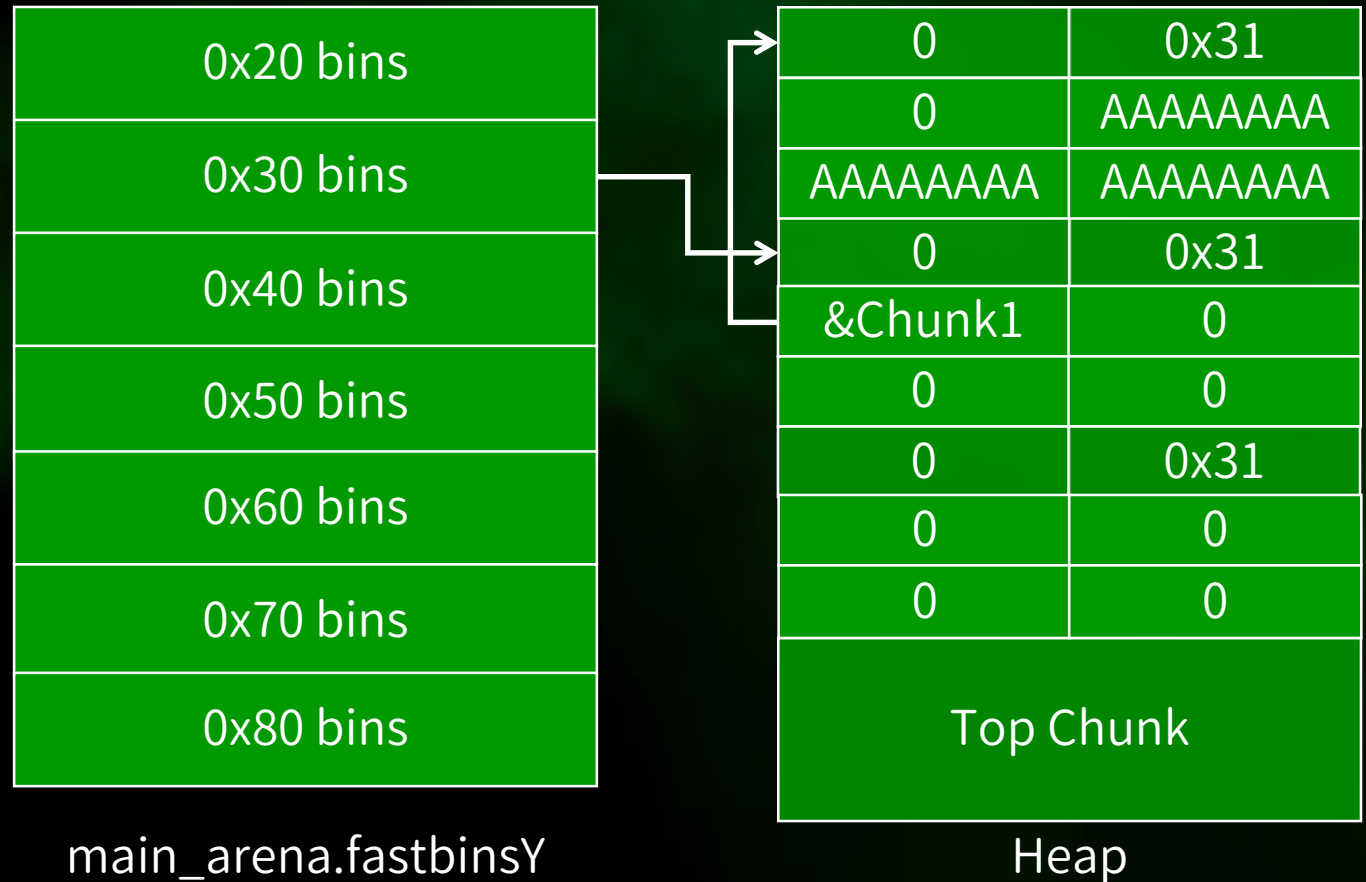 0x20 bins
0x30 bins
0x40 bins
0x50 bins
0x60 bins
0x70 bins
0x80 bins
main_arena.fastbinsY
0 0x31
0 AAAAAAAA
AAAAAAAA AAAAAAAA
0 0x31
&Chunk1 0
0 0
0 0x31
0 0
0 0
Top Chunk
Heap